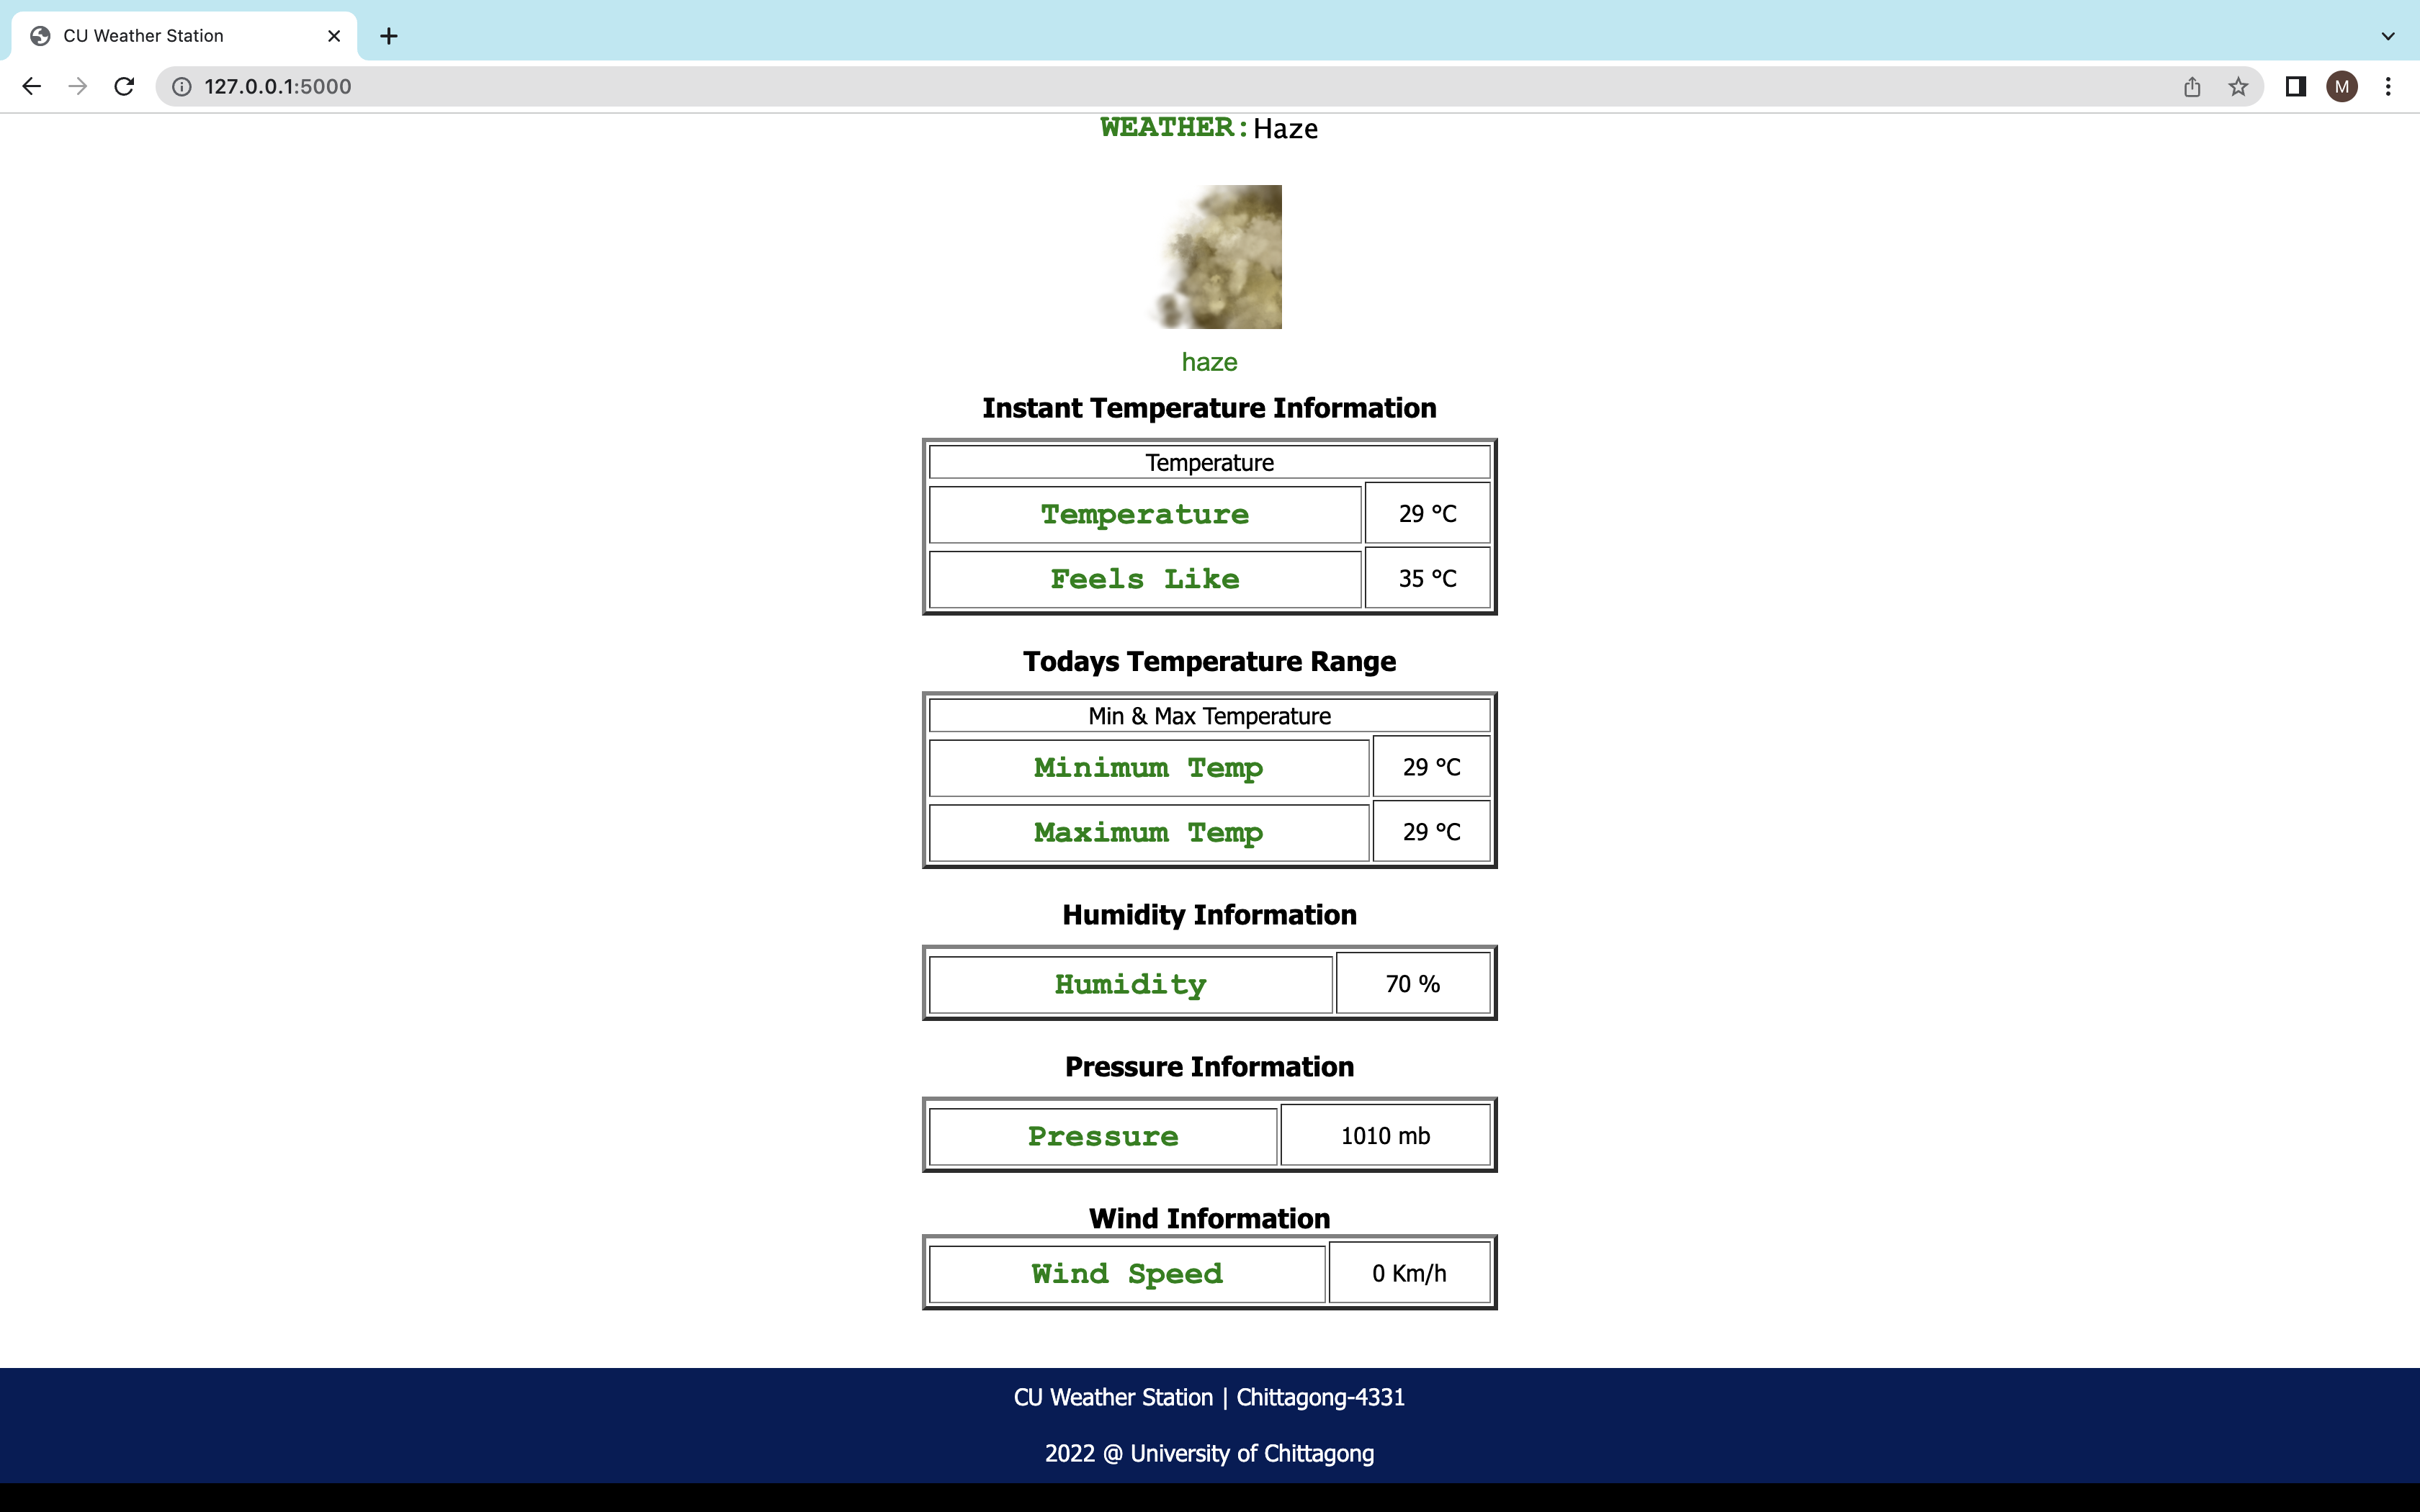 CU Weather Station
127.0.0.1:5000
M
WEATHER: Haze
haze
Instant Temperature Information
Temperature
Temperature 29 °C
Feels Like 35 °C
Todays Temperature Range
Min & Max Temperature
Minimum Temp 29 °C
Maximum Temp 29 °C
Humidity Information
Humidity 70 %
Pressure Information
Pressure 1010 mb
Wind Information
Wind Speed 0 Km/h
CU Weather Station | Chittagong-4331
2022 @ University of Chittagong